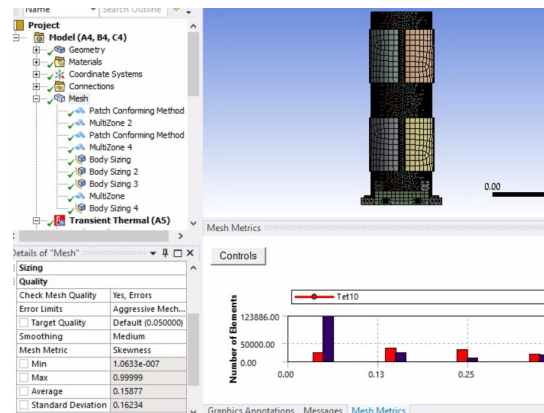 Name
Search Outline
Project
Model (A4, B4, C4)
Geometry
Materials
Coordinate Systems
Connections
Mesh
Patch Conforming Method
MultiZone 2
Patch Conforming Method
MultiZone 4
Body Sizing
Body Sizing 2
Body Sizing 3
MultiZone
Body Sizing 4
Transient Thermal (A5)
0.00
Mesh Metrics
Details of "Mesh"
Sizing
Quality
Check Mesh Quality Yes, Errors
Error Limits Aggressive Mech...
Target Quality Default (0.050000)
Smoothing Medium
Mesh Metric Skewness
Min 1.0633e-007
Max 0.99999
Average 0.15877
Standard Deviation 0.16234
Controls
Tet10
Number of Elements
123886.00
50000.00
0.00
0.00 0.13 0.25
Graphics Annotations Messages Mesh Metrics